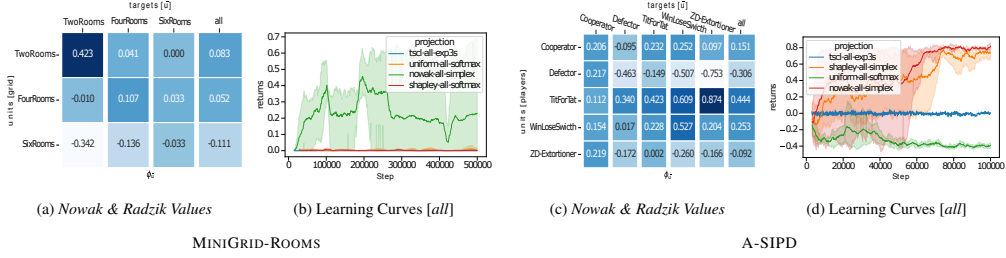 targets [ū]
TwoRooms FourRooms SixRooms all
units [grid]
TwoRooms 0.423 0.041 0.000 0.083
FourRooms -0.010 0.107 0.033 0.052
SixRooms -0.342 -0.136 -0.033 -0.111
(a) Nowak & Radzik Values
returns
0.7
0.6
0.5
0.4
0.3
0.2
0.1
0.0
projection
tscl-all-exp3s
uniform-all-softmax
nowak-all-simplex
shapley-all-softmax
100000 200000 300000 400000 500000
Step
(b) Learning Curves [all]
MINIGRID-ROOMS
targets [ū]
Cooperator Defector TitForTat WinLoseSwicth ZD-Extortioner all
units [players]
Cooperator 0.206 -0.095 0.232 0.252 0.097 0.151
Defector 0.217 -0.463 -0.149 -0.507 -0.753 -0.306
TitForTat 0.112 0.340 0.423 0.609 0.874 0.444
WinLoseSwicth 0.154 0.017 0.228 0.527 0.204 0.253
ZD-Extortioner 0.219 -0.172 0.002 -0.260 -0.166 -0.092
(c) Nowak & Radzik Values
returns
0.8
0.6
0.4
0.2
0.0
−0.2
−0.4
projection
tscl-all-exp3s
shapley-all-simplex
uniform-all-softmax
nowak-all-simplex
20000 40000 60000 80000 100000
Step
(d) Learning Curves [all]
A-SIPD